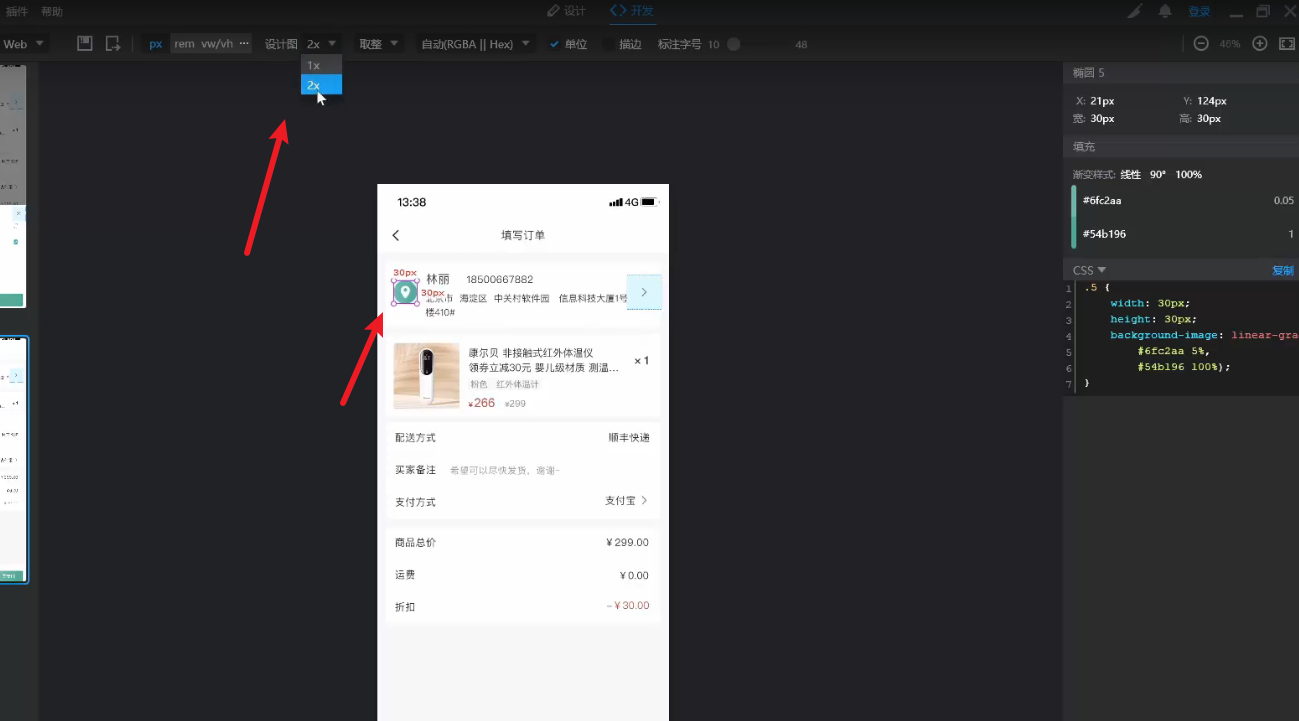 插件 帮助 设计 开发 登录
Web px rem vw/vh ··· 设计图 2x 取整 自动(RGBA || Hex) 单位 描边 标注字号 10 48 46%
1x
2x
椭圆 5
X: 21px Y: 124px
宽: 30px 高: 30px
填充
渐变样式: 线性 90° 100%
#6fc2aa 0.05
#54b196 1
CSS 复制
1 .5 {
2 width: 30px;
3 height: 30px;
4 background-image: linear-gra
5 #6fc2aa 5%,
6 #54b196 100%);
7 }
13:38 4G
填写订单
30px
30px
林丽 18500667882
北京市 海淀区 中关村软件园 信息科技大厦1号
楼410#
康尔贝 非接触式红外体温仪
领券立减30元 婴儿级材质 测温...
×1
粉色 红外体温计
¥266 ¥299
配送方式 顺丰快递
买家备注 希望可以尽快发货，谢谢~
支付方式 支付宝
商品总价 ¥299.00
运费 ¥0.00
折扣 -¥30.00